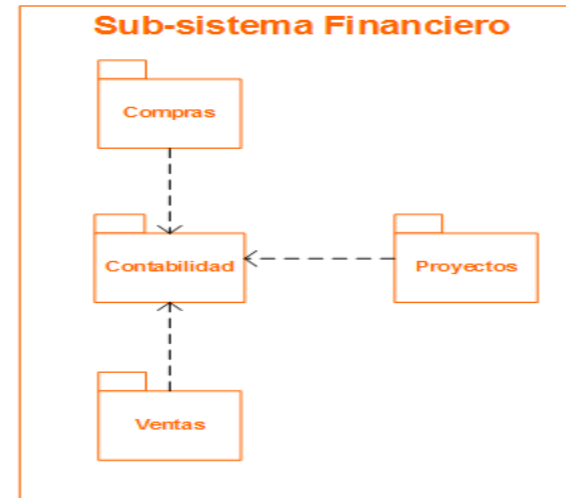 Sub-sistema Financiero
Compras
Contabilidad
Proyectos
Ventas